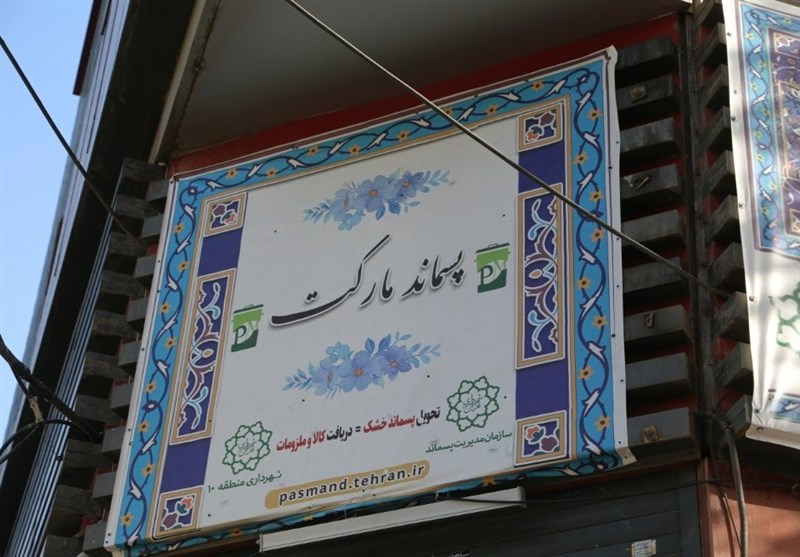 پسماند مارکت
تحویل پسماند خشک = دریافت کالا و ملزومات
سازمان مدیریت پسماند
شهرداری منطقه ۱۰
pasmand.tehran.ir